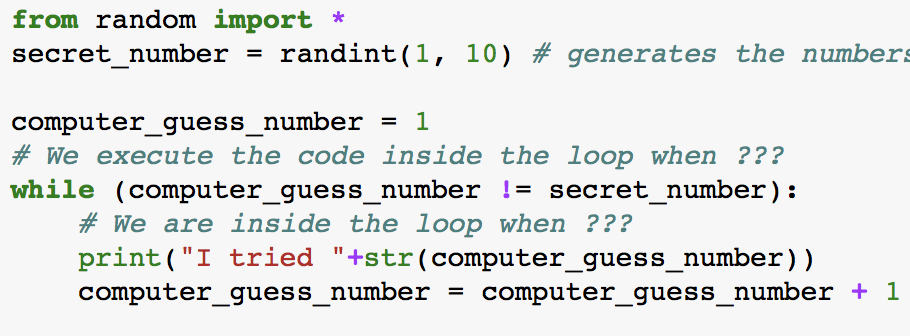 from random import *
secret_number = randint(1, 10) # generates the numbers
computer_guess_number = 1
# We execute the code inside the loop when ???
while (computer_guess_number != secret_number):
# We are inside the loop when ???
print("I tried "+str(computer_guess_number))
computer_guess_number = computer_guess_number + 1